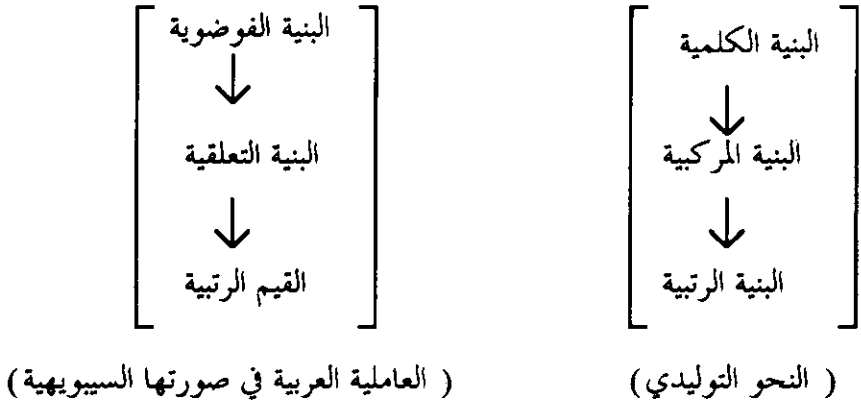 البنية الكلمية
البنية المركبية
البنية الرتبية
( النحو التوليدي)
البنية الفوضوية
البنية التعلقية
القيم الرتبية
( العاملية العربية في صورتها السيبويهية)